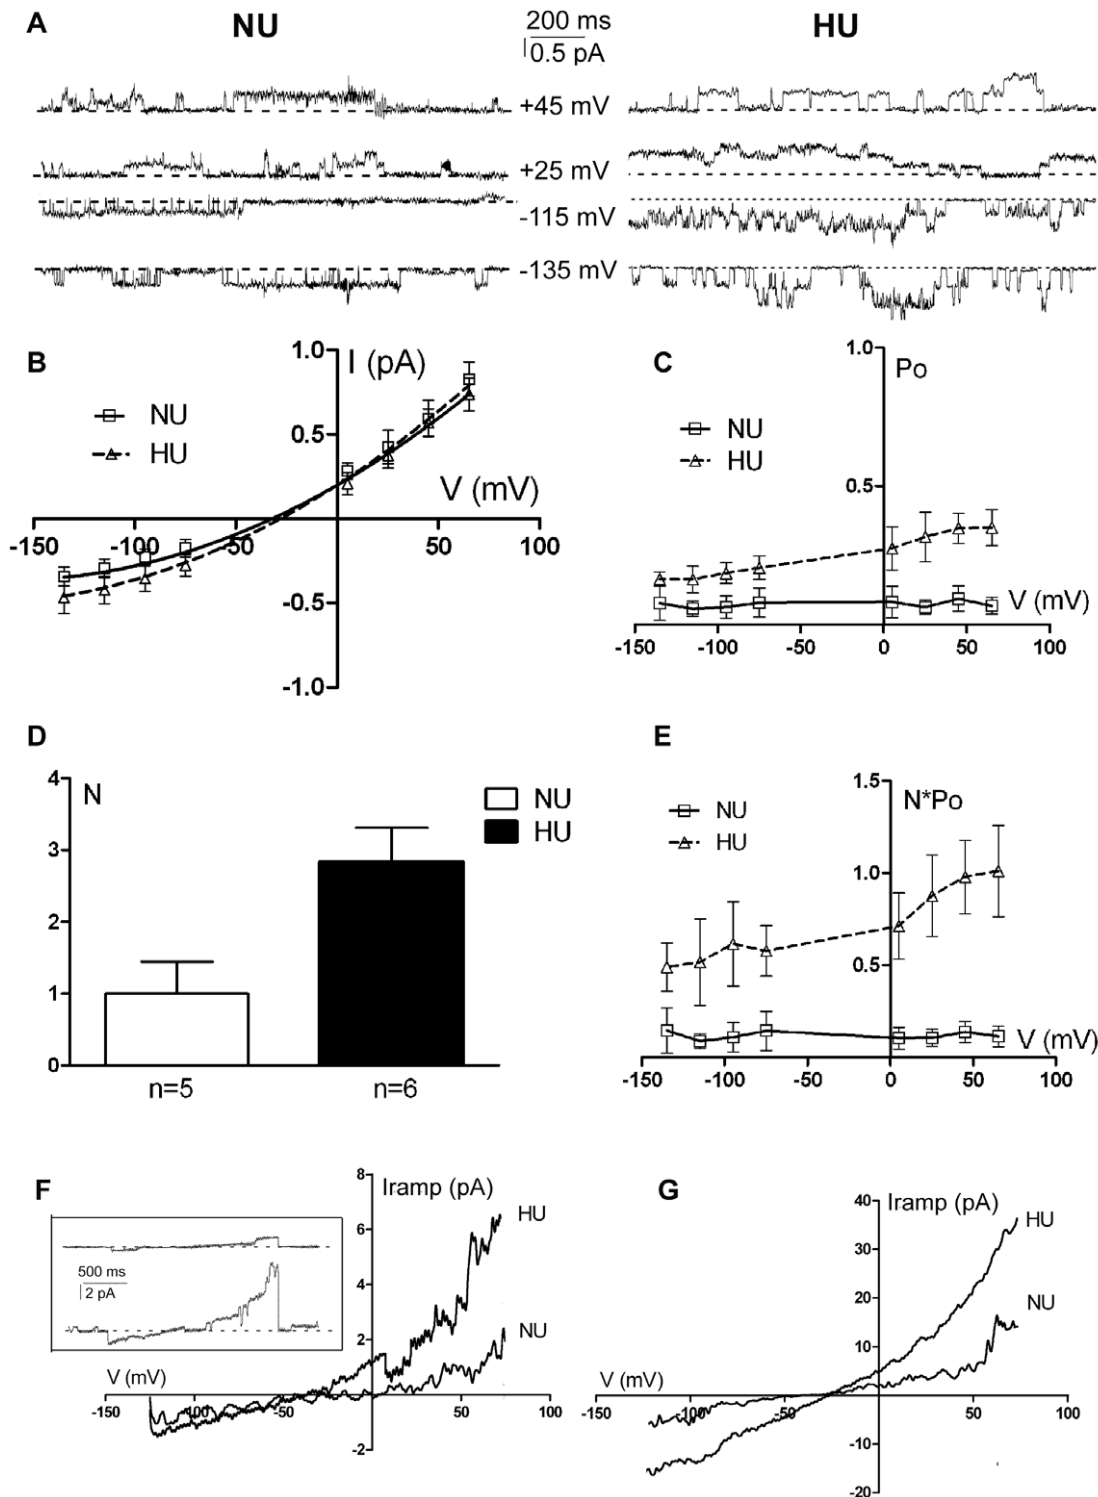 A NU 200 ms HU
0.5 pA
+45 mV
+25 mV
-115 mV
-135 mV
B 1.0 I (pA)
NU
HU
0.5
V (mV)
-150 -100 -50 50 100
-0.5
-1.0
C 1.0 Po
NU
HU
0.5
V (mV)
-150 -100 -50 0 50 100
D
4 N
3
2
1
0
NU
HU
n=5 n=6
E
1.5 N*Po
NU
HU
1.0
0.5
V (mV)
-150 -100 -50 0 50 100
F
8 Iramp (pA)
HU
6
500 ms
2 pA
4
NU
2
V (mV)
-150 -100 -50 50 100
-2
G
40 Iramp (pA)
HU
30
20
NU
10
V (mV)
-150 -100 -50 50 100
-10
-20